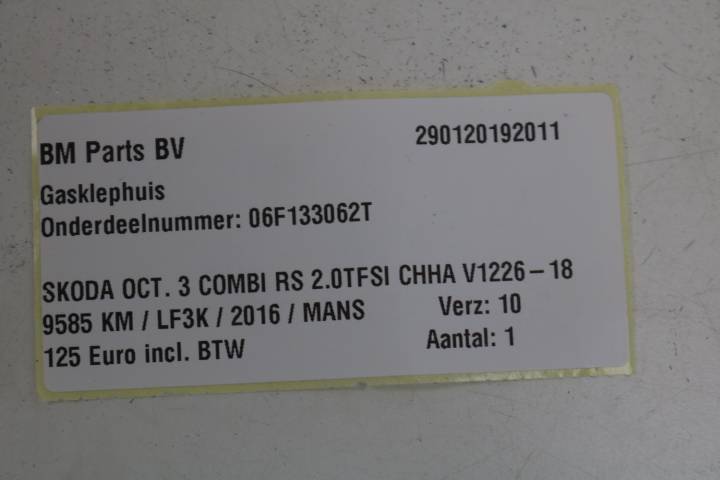 BM Parts BV 290120192011
Gasklephuis
Onderdeelnummer: 06F133062T
SKODA OCT. 3 COMBI RS 2.0TFSI CHHA V1226-18
9585 KM / LF3K / 2016 / MANS Verz: 10
125 Euro incl. BTW Aantal: 1